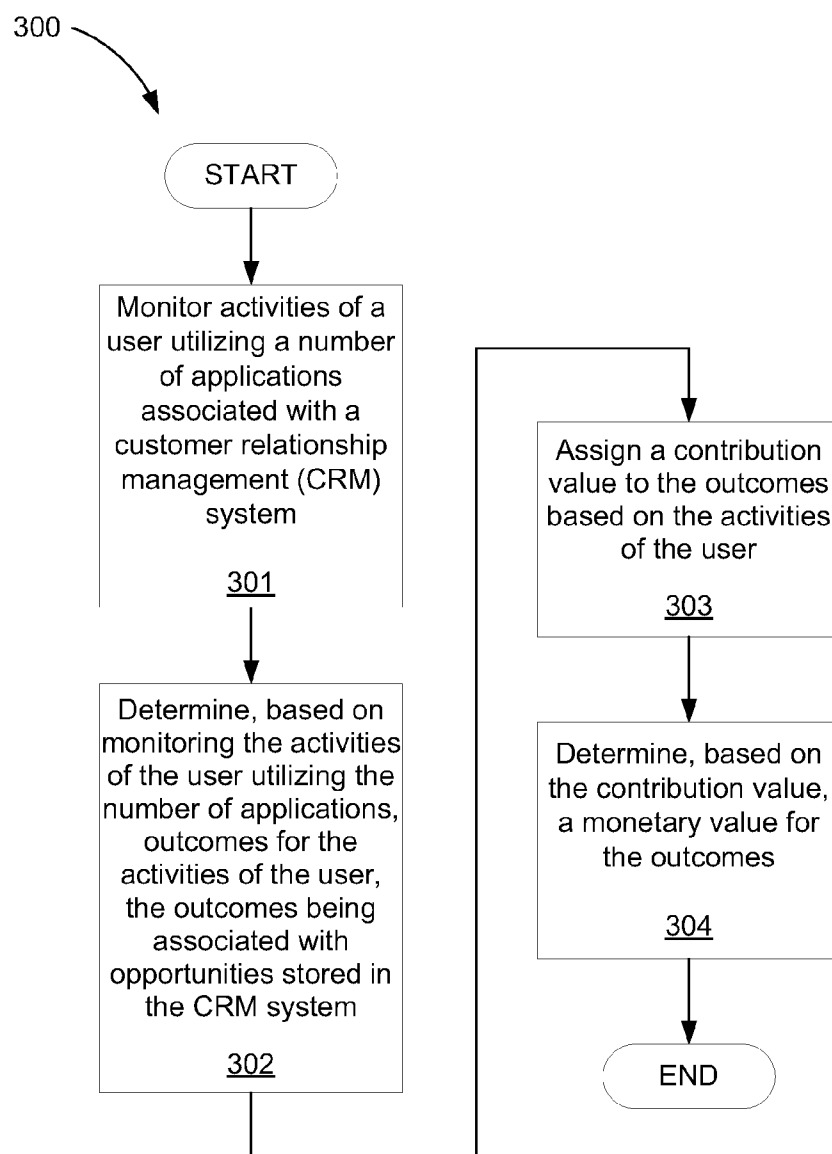 300
START
Monitor activities of a
user utilizing a number
of applications
associated with a
customer relationship
management (CRM)
system
301
Determine, based on
monitoring the activities
of the user utilizing the
number of applications,
outcomes for the
activities of the user,
the outcomes being
associated with
opportunities stored in
the CRM system
302
Assign a contribution
value to the outcomes
based on the activities
of the user
303
Determine, based on
the contribution value,
a monetary value for
the outcomes
304
END